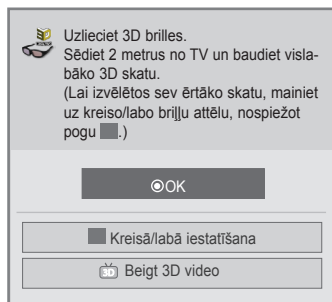 Uzlieciet 3D brilles.
Sēdiet 2 metrus no TV un baudiet visla-
bāko 3D skatu.
(Lai izvēlētos sev ērtāko skatu, mainiet
uz kreiso/labo briļļu attēlu, nospiežot
pogu .)
OK
Kreisā/labā iestatīšana
3D Beigt 3D video